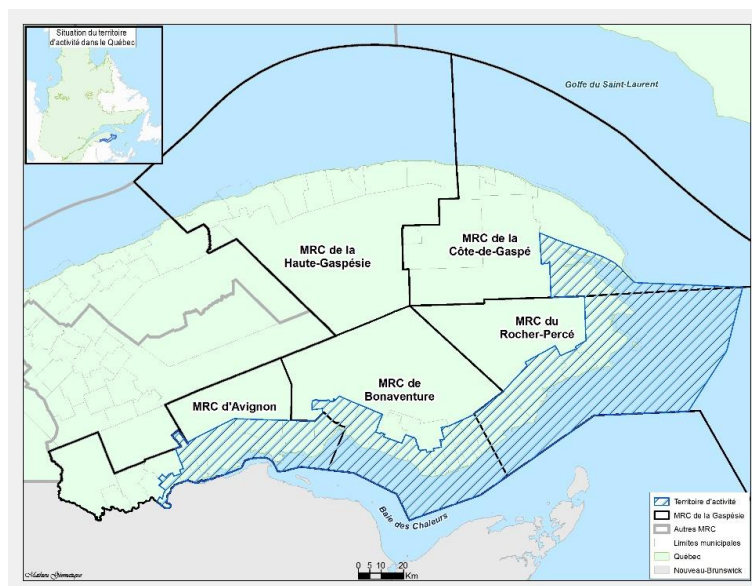 Situation du territoire
d'activité dans le Québec
Golfe du Saint-Laurent
MRC de la
Haute-Gaspésie
MRC de la
Côte-de-Gaspé
MRC du
Rocher-Percé
MRC de
Bonaventure
MRC d'Avignon
Baie des Chaleurs
Territoire d'activité
MRC de la Gaspésie
Autres MRC
Limites municipales
Québec
Nouveau-Brunswick
0 5 10 20
Km
Mathieu Géomatique